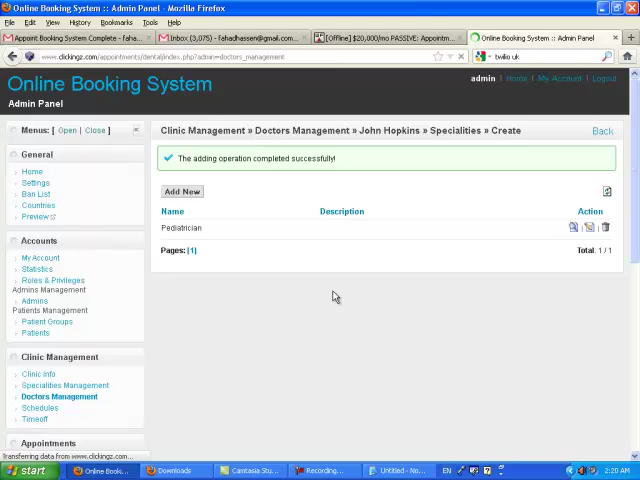 Online Booking System :: Admin Panel - Mozilla Firefox
File Edit View History Bookmarks Tools Help
Appoint Booking System Complete - fahad...
Inbox (3,075) - fahadhassen@gmail.com...
[Offline] $20,000/mo PASSIVE: Appointm...
Online Booking System :: Admin Panel
www.clickingz.com/appointments/dental/index.php?admin=doctors_management
twilio uk
Online Booking System
Admin Panel
admin | Home | My Account | Logout
Menus: [ Open | Close ]
General
Home
Settings
Ban List
Countries
Preview
Accounts
My Account
Statistics
Roles & Privileges
Admins Management
Admins
Patients Management
Patient Groups
Patients
Clinic Management
Clinic Info
Specialities Management
Doctors Management
Schedules
Timeoff
Appointments
Clinic Management » Doctors Management » John Hopkins » Specialities » Create
Back
The adding operation completed successfully!
Add New
Name Description Action
Pediatrician
Pages: [1]
Total: 1 / 1
Transferring data from www.clickingz.com...
start
Online Book...
Downloads
Camtasia Stu...
Recording...
Untitled - No...
EN
2:20 AM